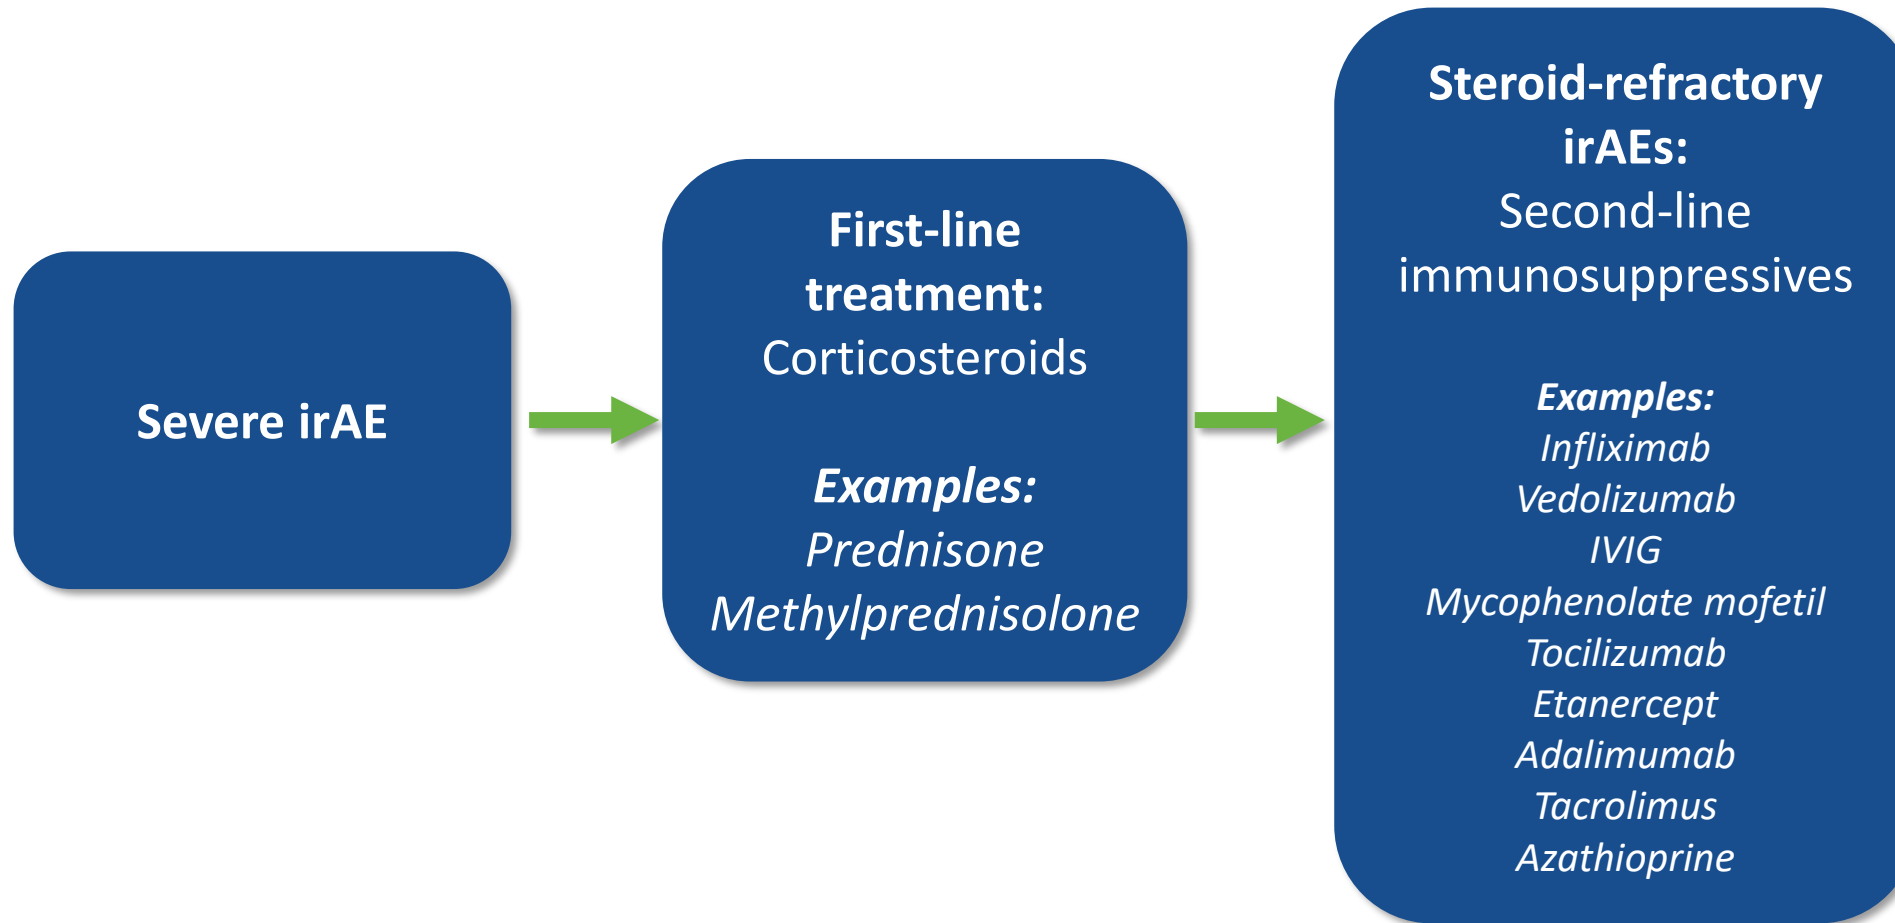 Severe irAE
First-line
treatment:
Corticosteroids
Examples:
Prednisone
Methylprednisolone
Steroid-refractory
irAEs:
Second-line
immunosuppressives
Examples:
Infliximab
Vedolizumab
IVIG
Mycophenolate mofetil
Tocilizumab
Etanercept
Adalimumab
Tacrolimus
Azathioprine